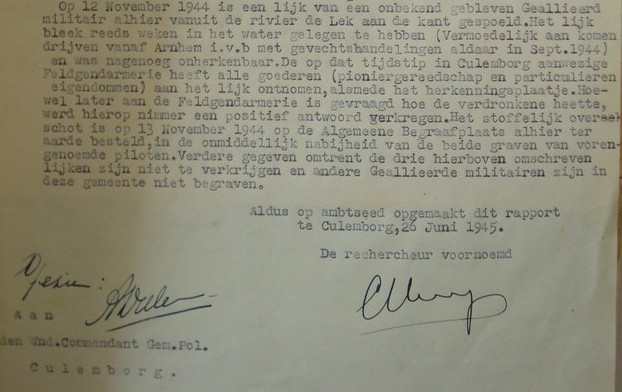 Op 12 November 1944 is een lijk van een onbekend gebleven Geallieerd
militair alhier vanuit de rivier de Lek aan de kant gespoeld.Het lijk
bleek reeds weken in het water gelegen te hebben (Vermoedelijk aan komen
drijven vanaf Arnhem i.v.b met gevechtshandelingen aldaar in Sept.1944)
en was nagenoeg onherkenbaar.De op dat tijdstip in Culemborg aanwezige
Feldgendarmerie heeft alle goederen (pioniergereedschap en particulieren
eigendommen) aan het lijk ontnomen,alsmede het herkenningsplaatje.Hoe-
wel later aan de Feldgendarmerie is gevraagd hoe de verdronkene heette,
werd hierop nimmer een positief antwoord verkregen.Het stoffelijk overst
schot is op 13 November 1944 op de Algemene Begraafplaats alhier ter
aarde besteld,in de onmiddellijk nabijheid van de beide graven van voren-
genoemde piloten.Verdere gegeven omtrent de drie hierboven omschreven
lijken zijn niet te verkrijgen en andere Geallieerde militairen zijn in
deze gemeente niet begraven.
Aldus op ambtseed opgemaakt dit rapport
te Culemborg,26 Juni 1945.
De rechercheur voornoemd
Gezien:
Aan
den Wnd.Commandant Gem.Pol.
Culemborg.